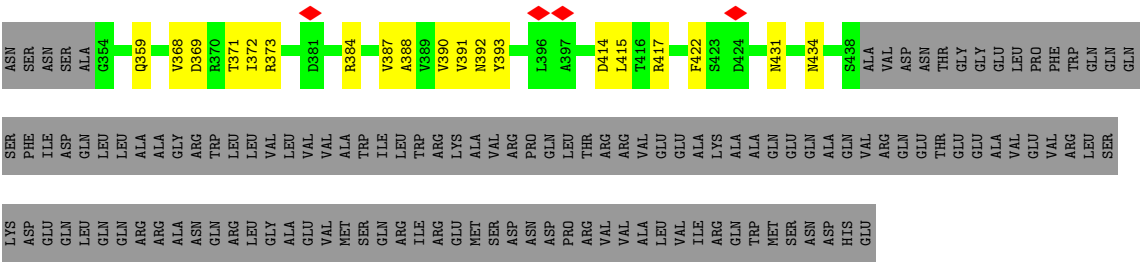 ASN SER ASN SER ALA G354 Q359 V368 D369 R370 T371 I372 R373 D381 R384 V387 A388 V389 V390 V391 N392 Y393 L396 A397 D414 L415 T416 R417 F422 S423 D424 N431 N434 S438 ALA VAL ASP ASN THR GLY GLY GLU LEU PRO PHE TRP GLN GLN GLN
SER PHE ILE ASP GLN LEU LEU ALA ALA GLY ARG TRP LEU LEU VAL LEU VAL VAL ALA TRP ILE LEU TRP ARG LYS ALA VAL ARG PRO GLN LEU THR ARG ARG VAL GLU GLU ALA LYS ALA ALA GLN GLU GLN ALA GLN VAL ARG GLN GLU THR GLU GLU ALA VAL GLU VAL ARG LEU SER
LYS ASP GLU GLN LEU GLN GLN ARG ARG ALA ASN GLN ARG LEU GLY ALA GLU VAL MET SER GLN ARG ILE ARG GLU MET SER ASP ASN ASP PRO ARG VAL VAL ALA LEU VAL ILE ARG GLN TRP MET SER ASN ASP HIS GLU